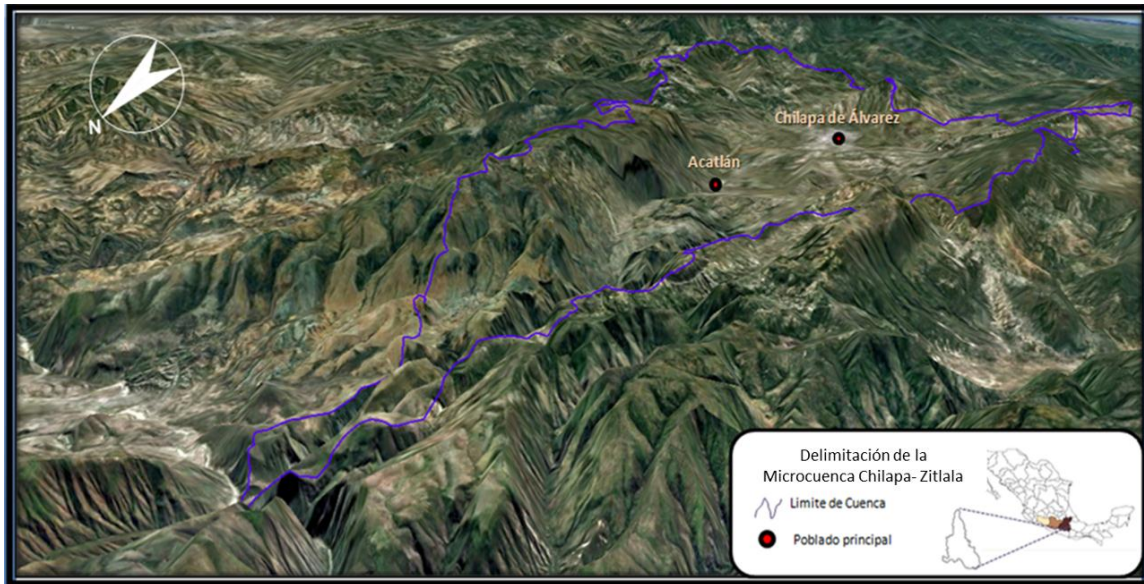 N
Chilapa de Álvarez
Acatlán
Delimitación de la
Microcuenca Chilapa- Zitlala
Limite de Cuenca
Poblado principal